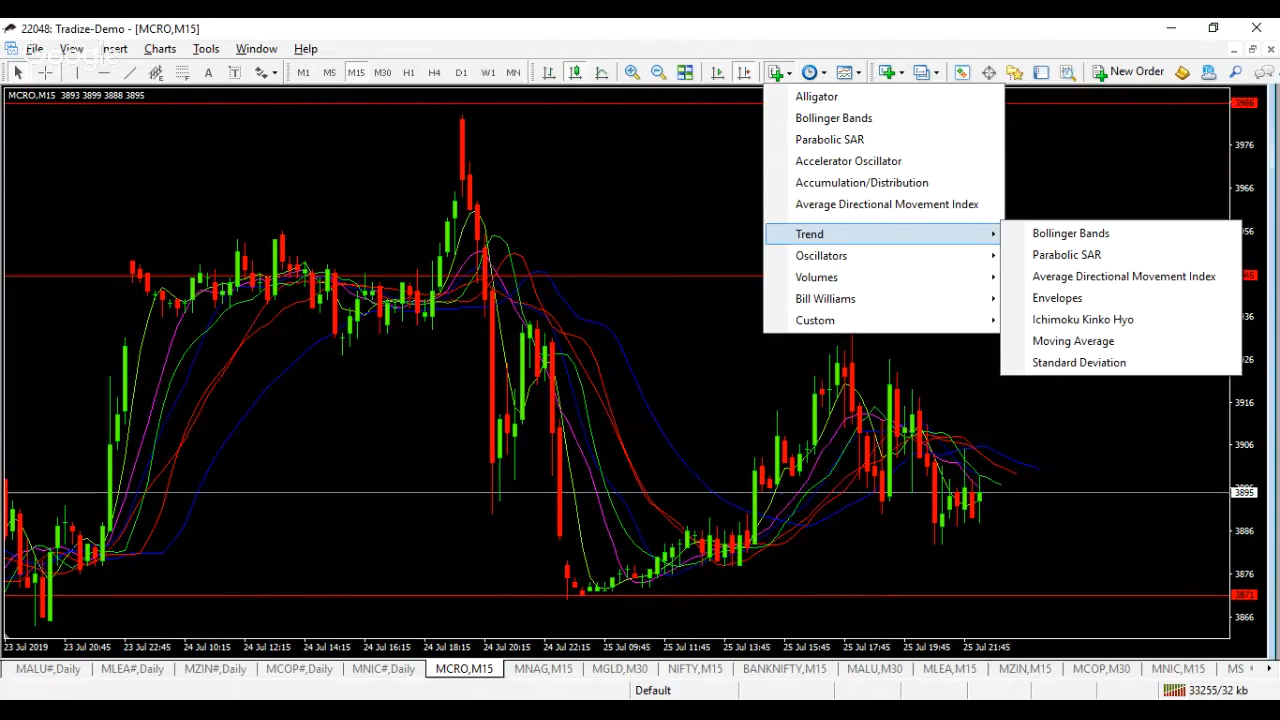 22048: Tradize-Demo - [MCRO,M15]
File View Insert Charts Tools Window Help
Google
M1 M5 M15 M30 H1 H4 D1 W1 MN New Order
MCRO,M15 3893 3899 3888 3895
Alligator
Bollinger Bands
Parabolic SAR
Accelerator Oscillator
Accumulation/Distribution
Average Directional Movement Index
Trend
Oscillators
Volumes
Bill Williams
Custom
Bollinger Bands
Parabolic SAR
Average Directional Movement Index
Envelopes
Ichimoku Kinko Hyo
Moving Average
Standard Deviation
3986
3976
3966
3926
3916
3906
3895
3886
3876
3871
3866
23 Jul 2019 23 Jul 20:45 23 Jul 22:45 24 Jul 10:15 24 Jul 12:15 24 Jul 14:15 24 Jul 16:15 24 Jul 18:15 24 Jul 20:15 24 Jul 22:15 25 Jul 09:45 25 Jul 11:45 25 Jul 13:45 25 Jul 15:45 25 Jul 17:45 25 Jul 19:45 25 Jul 21:45
MALU#,Daily MLEA#,Daily MZIN#,Daily MCOP#,Daily MNIC#,Daily MCRO,M15 MNAG,M15 MGLD,M30 NIFTY,M15 BANKNIFTY,M15 MALU,M30 MLEA,M15 MZIN,M15 MCOP,M30 MNIC,M15 MS
Default 33255/32 kb